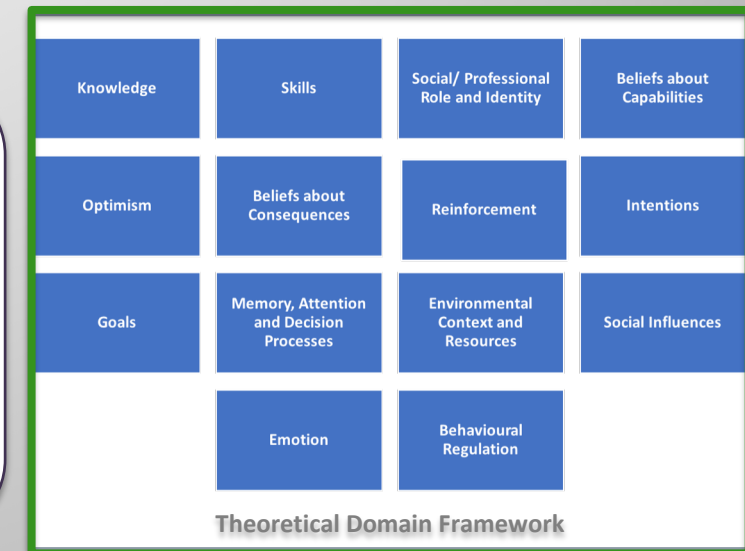 Knowledge
Skills
Social/ Professional
Role and Identity
Beliefs about
Capabilities
Optimism
Beliefs about
Consequences
Reinforcement
Intentions
Goals
Memory, Attention
and Decision
Processes
Environmental
Context and
Resources
Social Influences
Emotion
Behavioural
Regulation
Theoretical Domain Framework